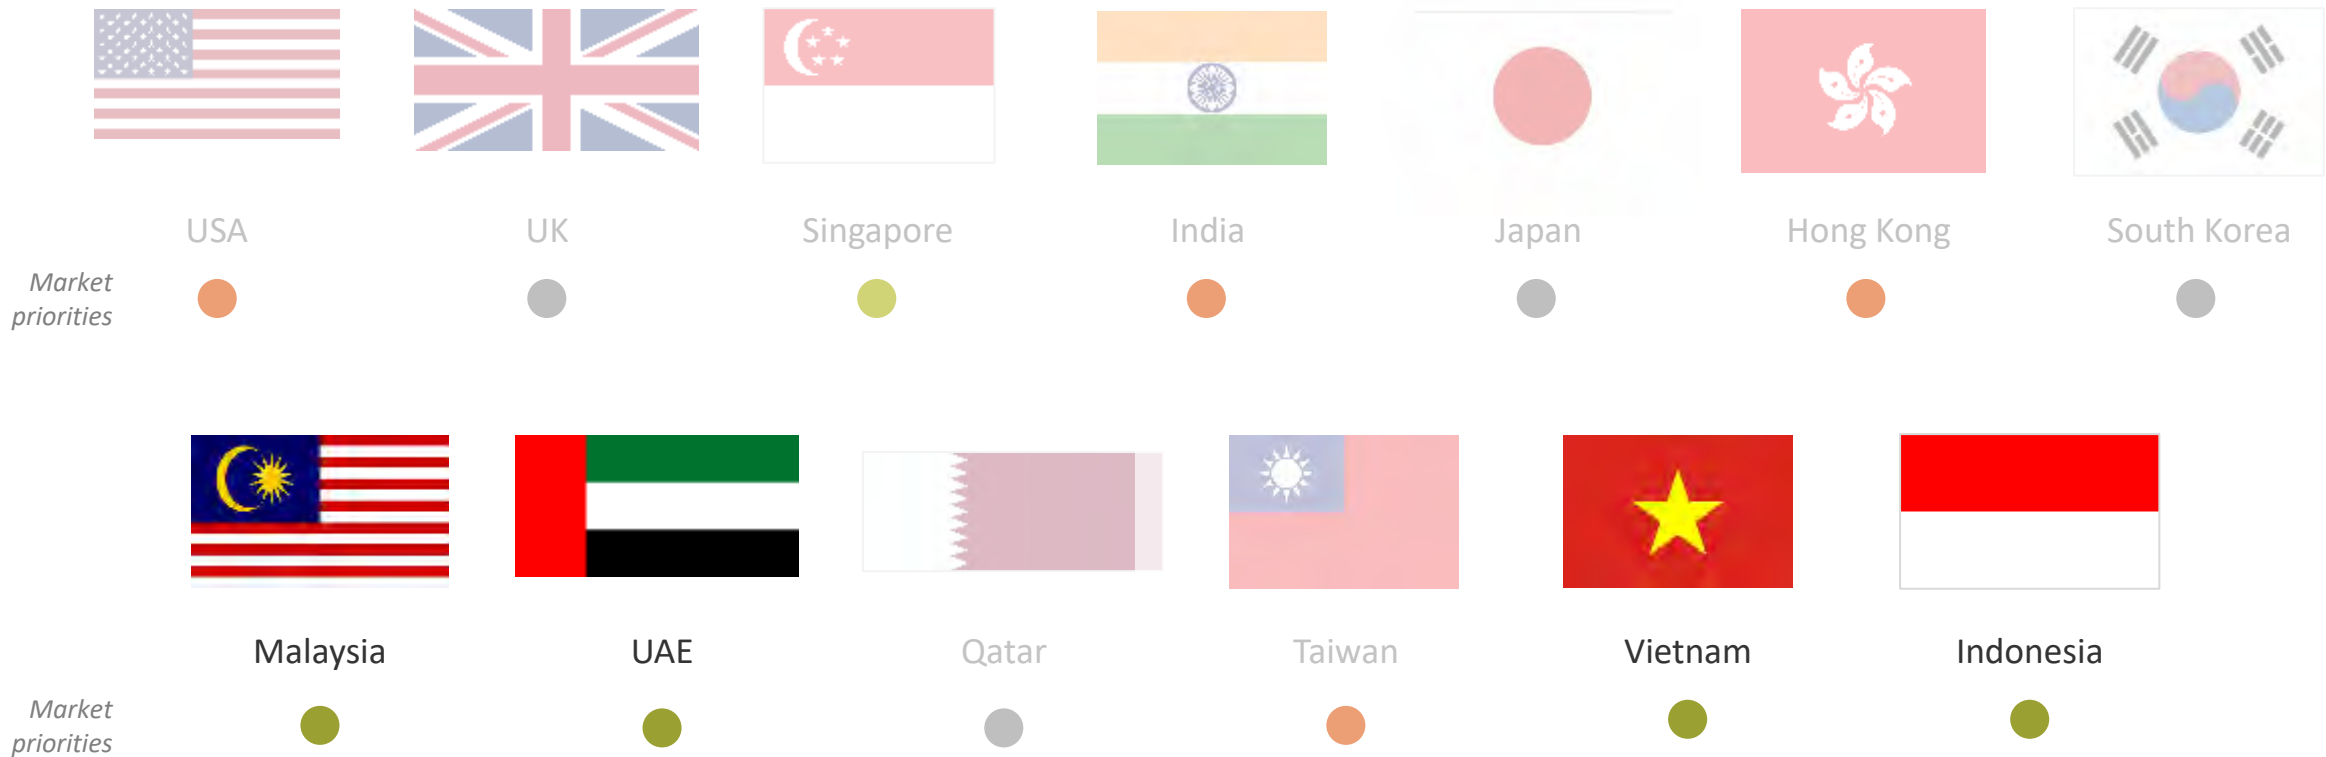 USA
UK
Singapore
India
Japan
Hong Kong
South Korea
Market
priorities
Malaysia
UAE
Qatar
Taiwan
Vietnam
Indonesia
Market
priorities